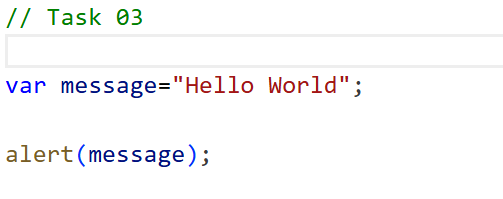 // Task 03
var message="Hello World";
alert(message);